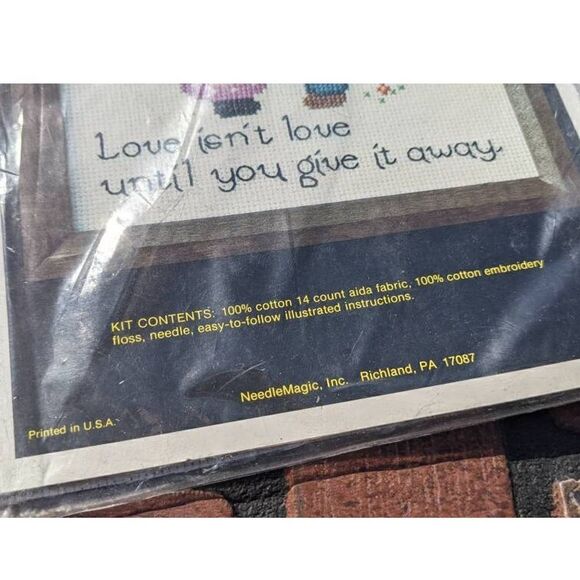 Love isn't love
until you give it away.
KIT CONTENTS: 100% cotton 14 count aida fabric, 100% cotton embroidery
floss, needle, easy-to-follow illustrated instructions.
NeedleMagic, Inc. Richland, PA 17087
Printed in U.S.A.